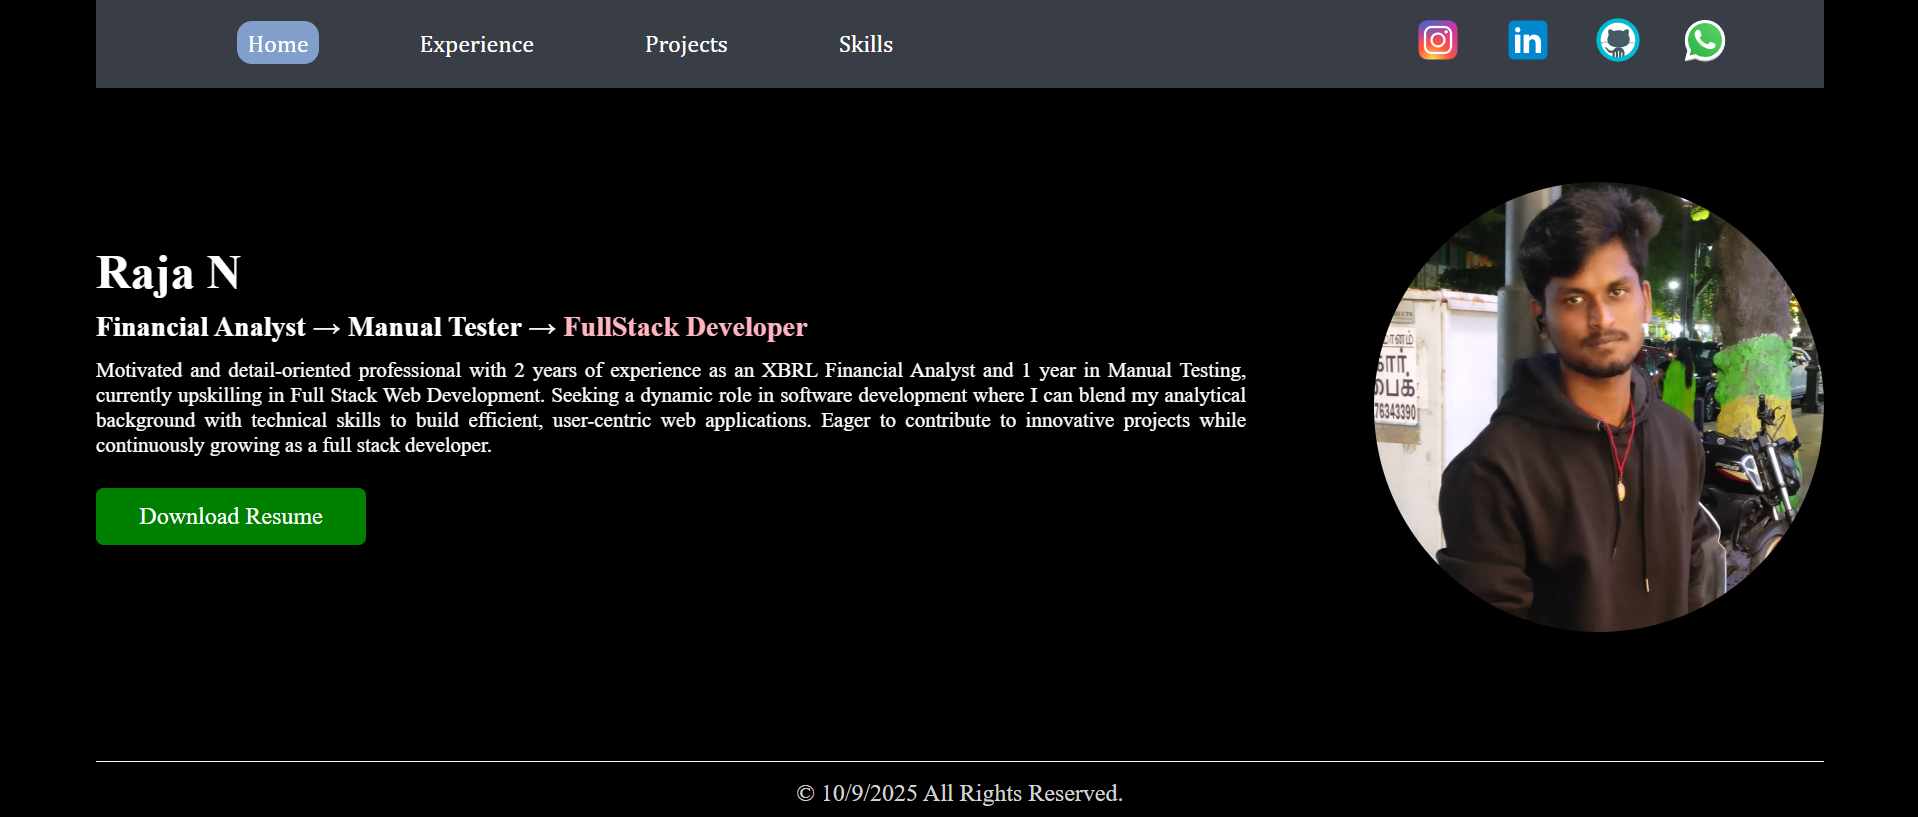 Home Experience Projects Skills
in
Raja N
Financial Analyst → Manual Tester → FullStack Developer
Motivated and detail-oriented professional with 2 years of experience as an XBRL Financial Analyst and 1 year in Manual Testing,
currently upskilling in Full Stack Web Development. Seeking a dynamic role in software development where I can blend my analytical
background with technical skills to build efficient, user-centric web applications. Eager to contribute to innovative projects while
continuously growing as a full stack developer.
Download Resume
கார்,
பைக்
76343390
© 10/9/2025 All Rights Reserved.